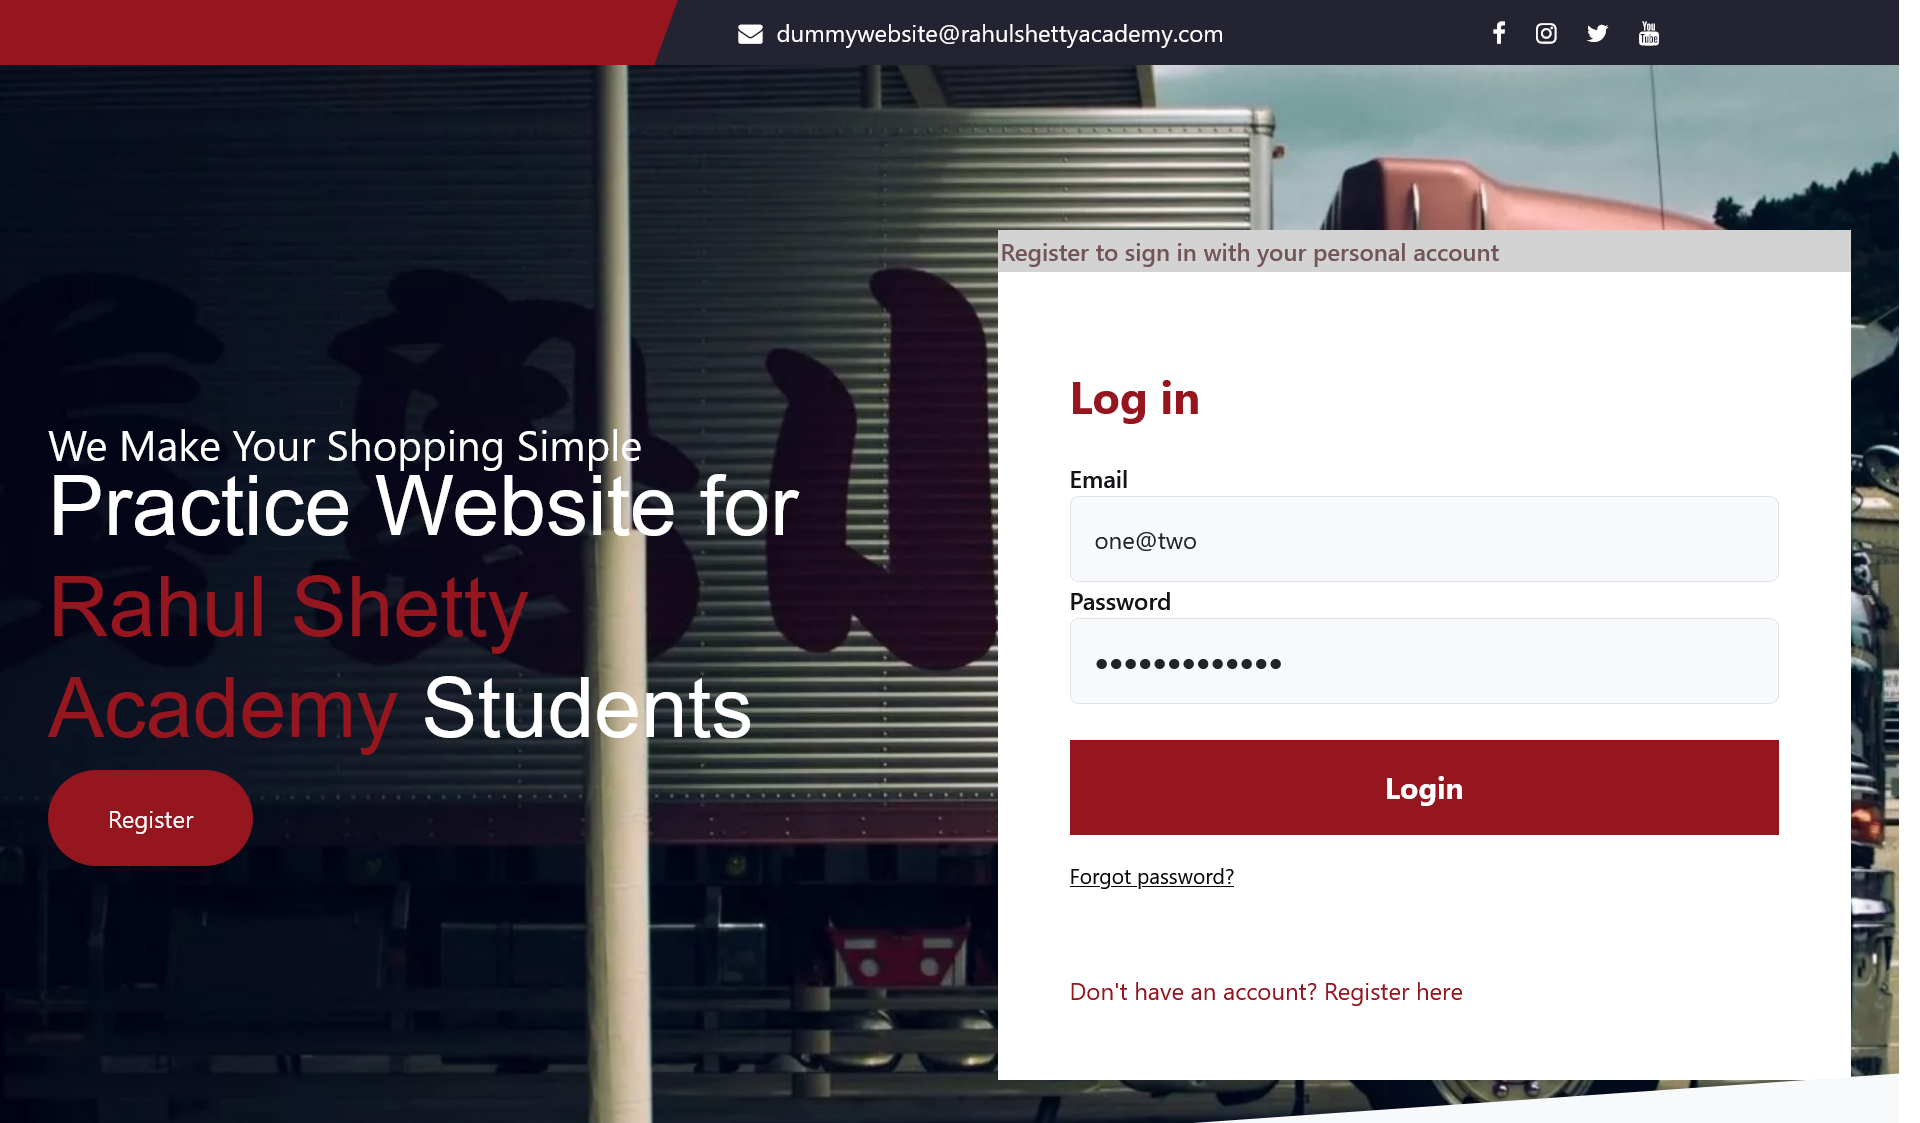 dummywebsite@rahulshettyacademy.com
You
Tube
Register to sign in with your personal account
We Make Your Shopping Simple
Practice Website for
Rahul Shetty
Academy Students
Register
Log in
Email
one@two
Password
•••••••••••••
Login
Forgot password?
Don't have an account? Register here